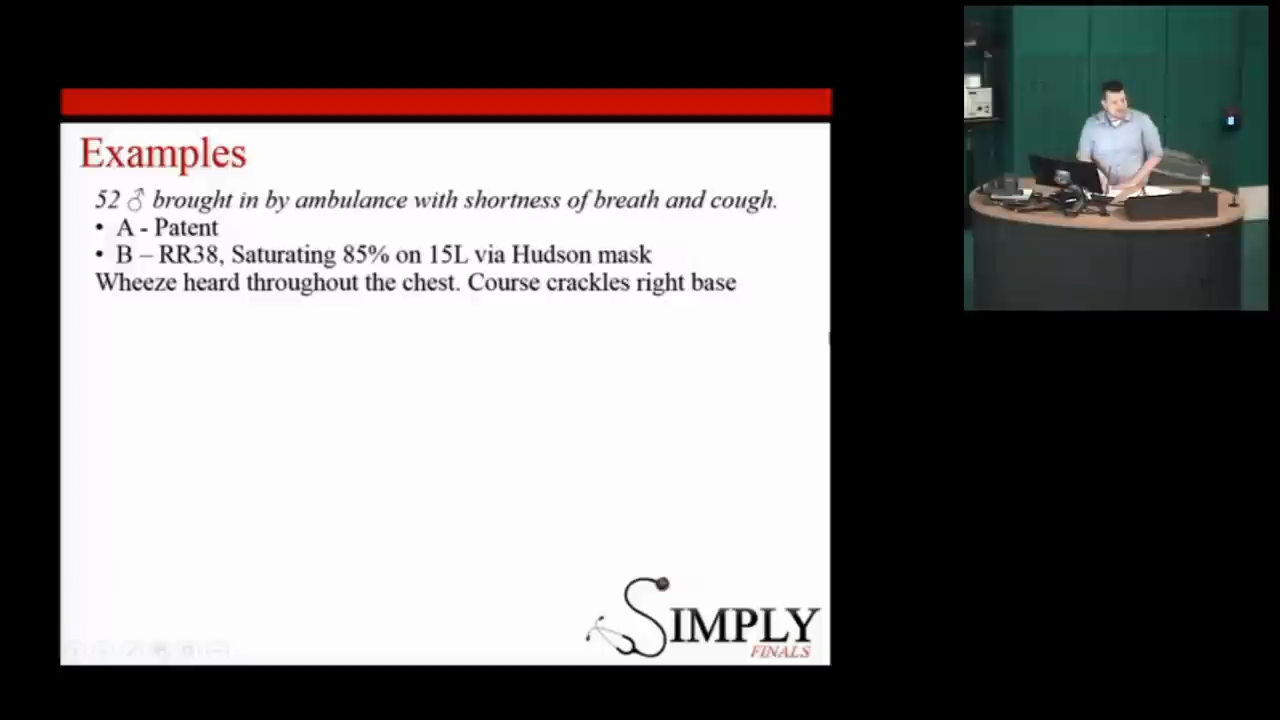 Examples
52 ♂ brought in by ambulance with shortness of breath and cough.
• A - Patent
• B – RR38, Saturating 85% on 15L via Hudson mask
Wheeze heard throughout the chest. Course crackles right base
SIMPLY
FINALS